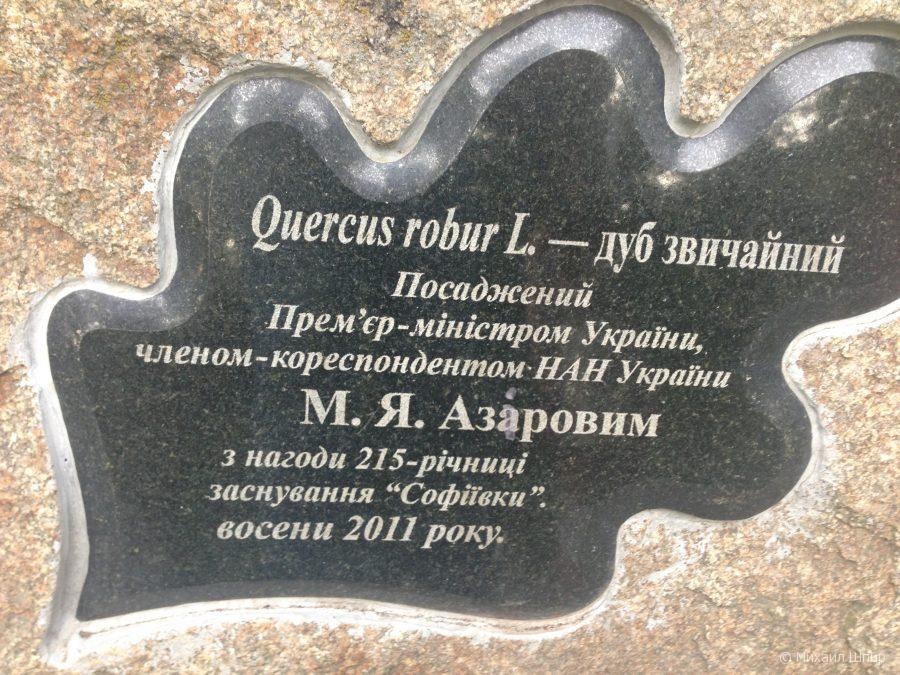 Quercus robur L. — дуб звичайний
Посаджений
Прем’єр-міністром України,
членом-кореспондентом НАН України
М. Я. Азаровим
з нагоди 215-річниці
заснування “Софіївки”.
восени 2011 року.
© Михаил Шпир